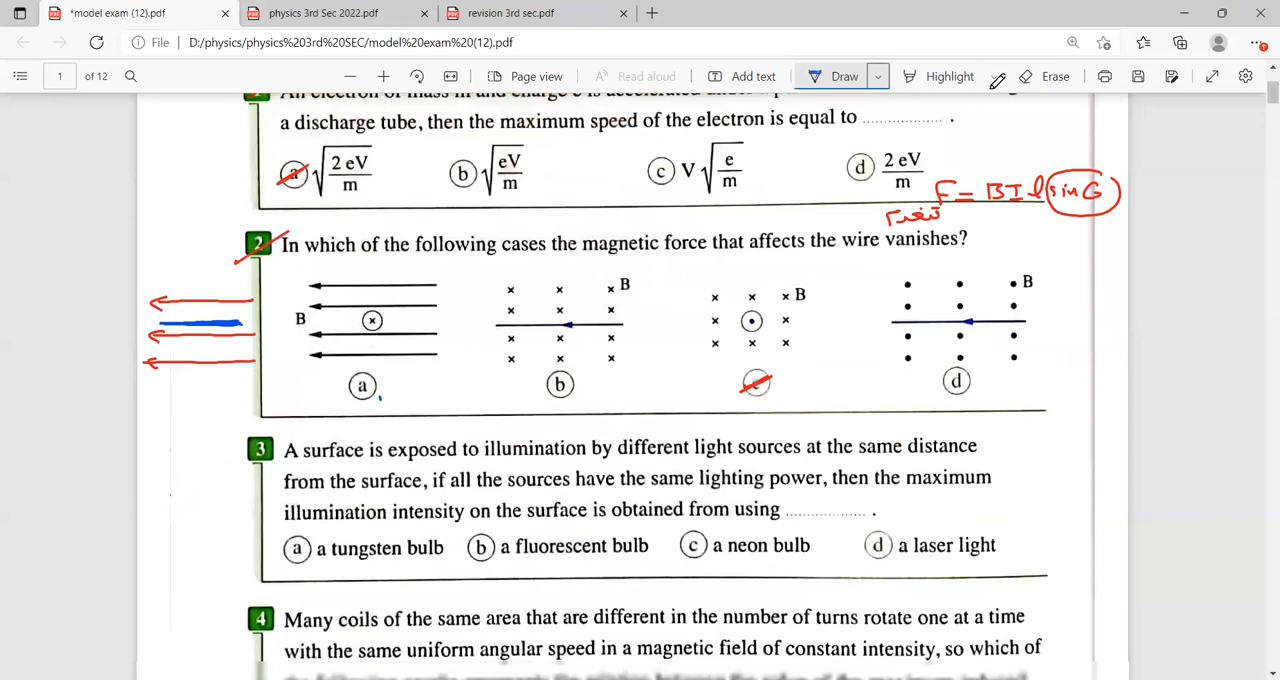 *model exam (12).pdf
physics 3rd Sec 2022.pdf
revision 3rd sec.pdf
File
D:/physics/physics%203rd%20SEC/model%20exam%20(12).pdf
1 of 12
Page view
Read aloud
Add text
Draw
Highlight
Erase
a discharge tube, then the maximum speed of the electron is equal to ................ .
a √(2 eV / m)
b √(eV / m)
c V √(e / m)
d 2 eV / m
F = B I l sin θ
2 In which of the following cases the magnetic force that affects the wire vanishes?
B
B
B
B
a
b
c
d
3 A surface is exposed to illumination by different light sources at the same distance
from the surface, if all the sources have the same lighting power, then the maximum
illumination intensity on the surface is obtained from using ................ .
a a tungsten bulb
b a fluorescent bulb
c a neon bulb
d a laser light
4 Many coils of the same area that are different in the number of turns rotate one at a time
with the same uniform angular speed in a magnetic field of constant intensity, so which of